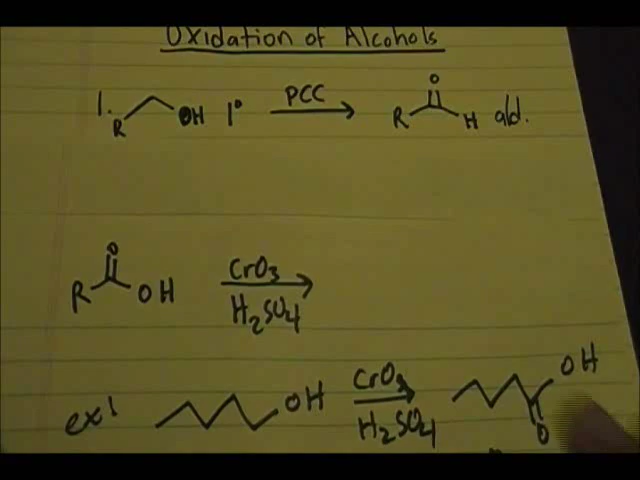 Oxidation of Alcohols
1. R OH 1° PCC R O H ald.
R O OH CrO3 H2SO4
ex! OH CrO3 H2SO4 OH O